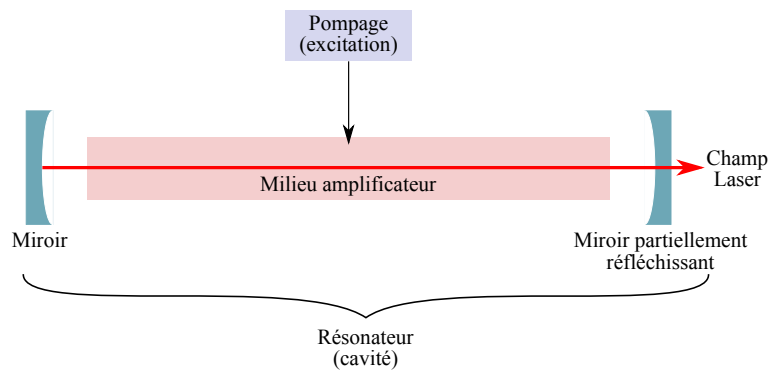 Pompage
(excitation)
Champ
Laser
Milieu amplificateur
Miroir
Miroir partiellement
réfléchissant
Résonateur
(cavité)